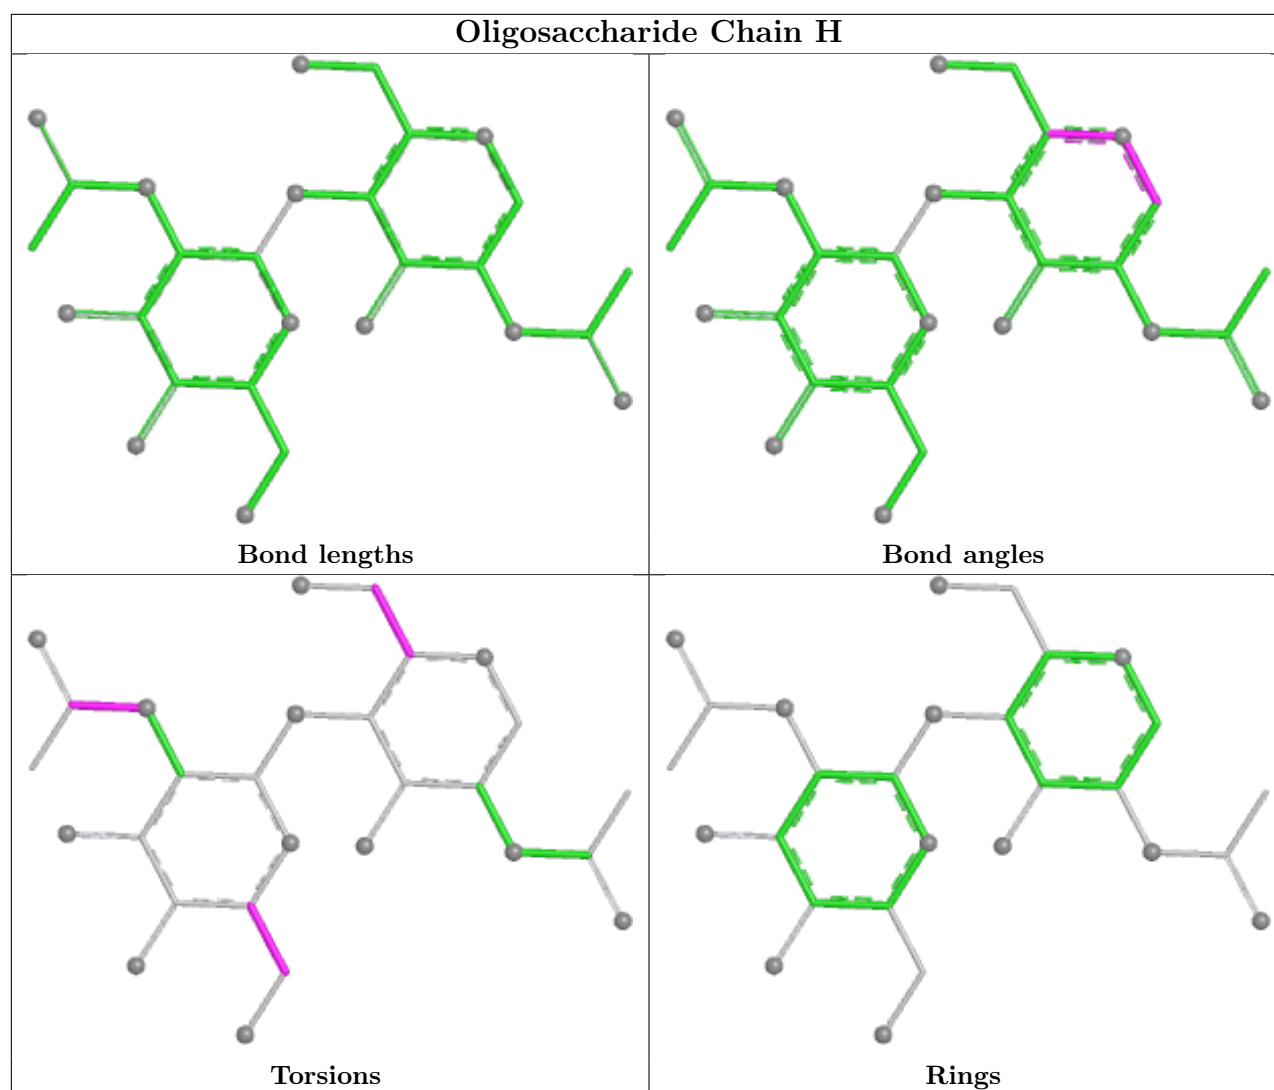 Oligosaccharide Chain H
Bond lengths
Bond angles
Torsions
Rings